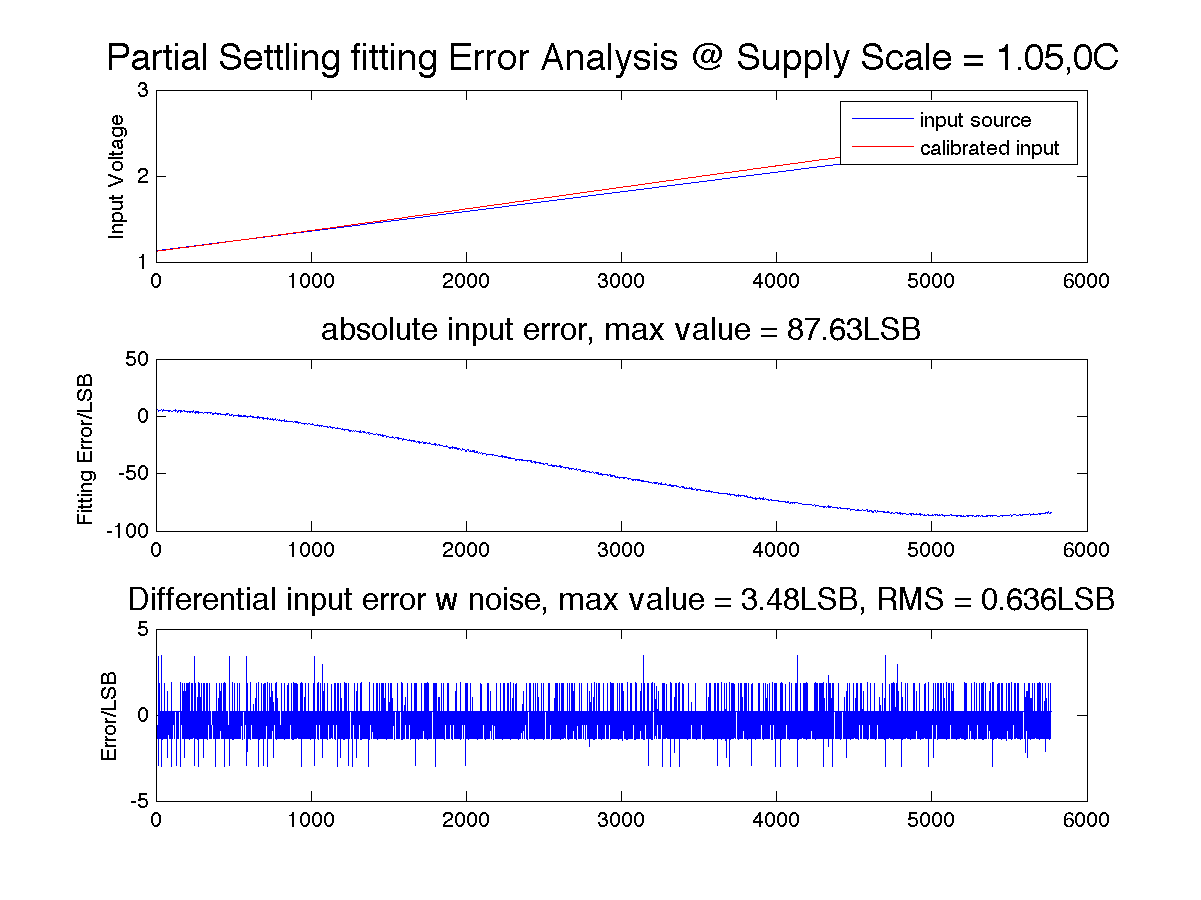 Partial Settling fitting Error Analysis @ Supply Scale = 1.05,0C
3
2
1
Input Voltage
input source
calibrated input
0 1000 2000 3000 4000 5000 6000
absolute input error, max value = 87.63LSB
50
0
-50
-100
Fitting Error/LSB
0 1000 2000 3000 4000 5000 6000
Differential input error w noise, max value = 3.48LSB, RMS = 0.636LSB
5
0
-5
Error/LSB
0 1000 2000 3000 4000 5000 6000